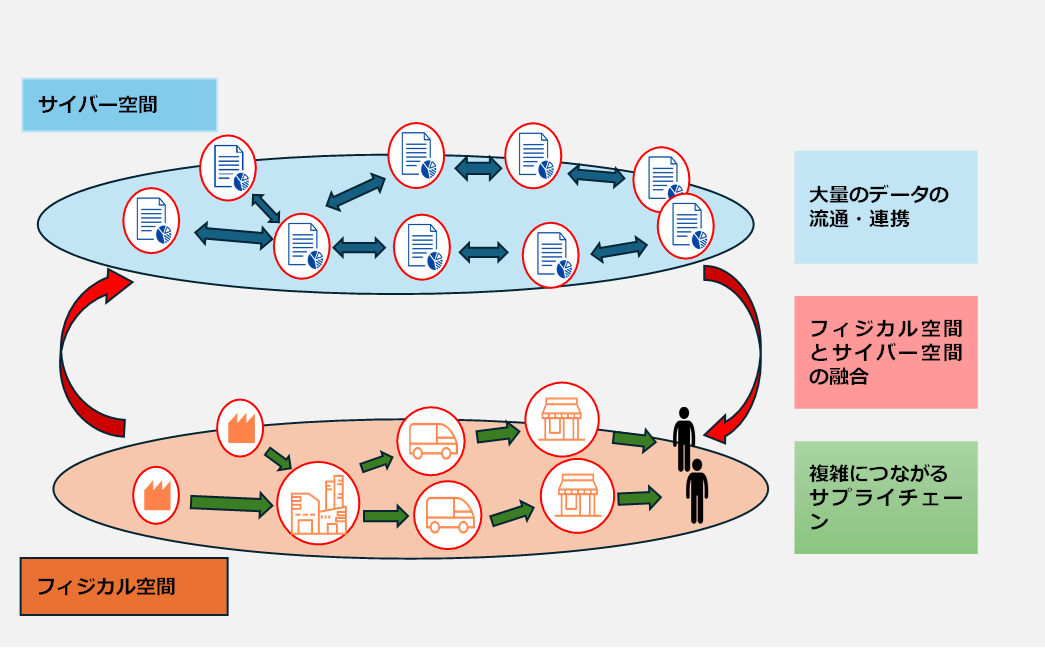 サイバー空間
大量のデータの
流通・連携
フィジカル空間
とサイバー空間
の融合
複雑につながる
サプライチェー
ン
フィジカル空間